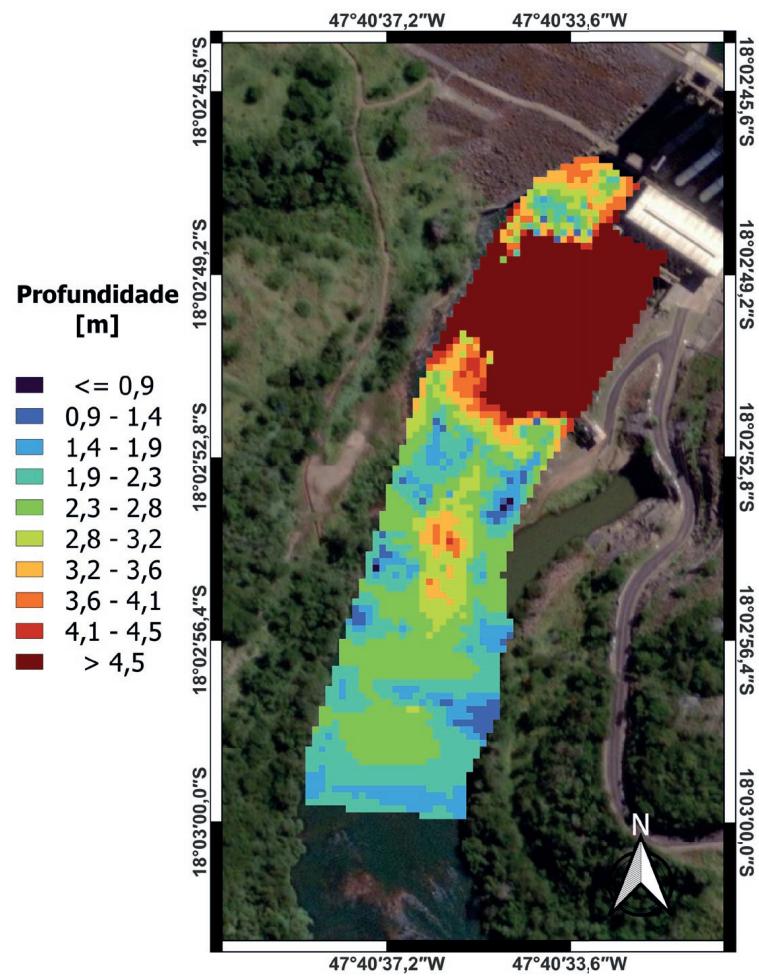 47°40′37,2″W
47°40′33,6″W
18°02′45,6″S
18°02′45,6″S
18°02′49,2″S
18°02′49,2″S
Profundidade
[m]
<= 0,9
0,9 - 1,4
1,4 - 1,9
1,9 - 2,3
2,3 - 2,8
2,8 - 3,2
3,2 - 3,6
3,6 - 4,1
4,1 - 4,5
> 4,5
18°02′52,8″S
18°02′52,8″S
18°02′56,4″S
18°02′56,4″S
18°03′00,0″S
18°03′00,0″S
N
47°40′37,2″W
47°40′33,6″W